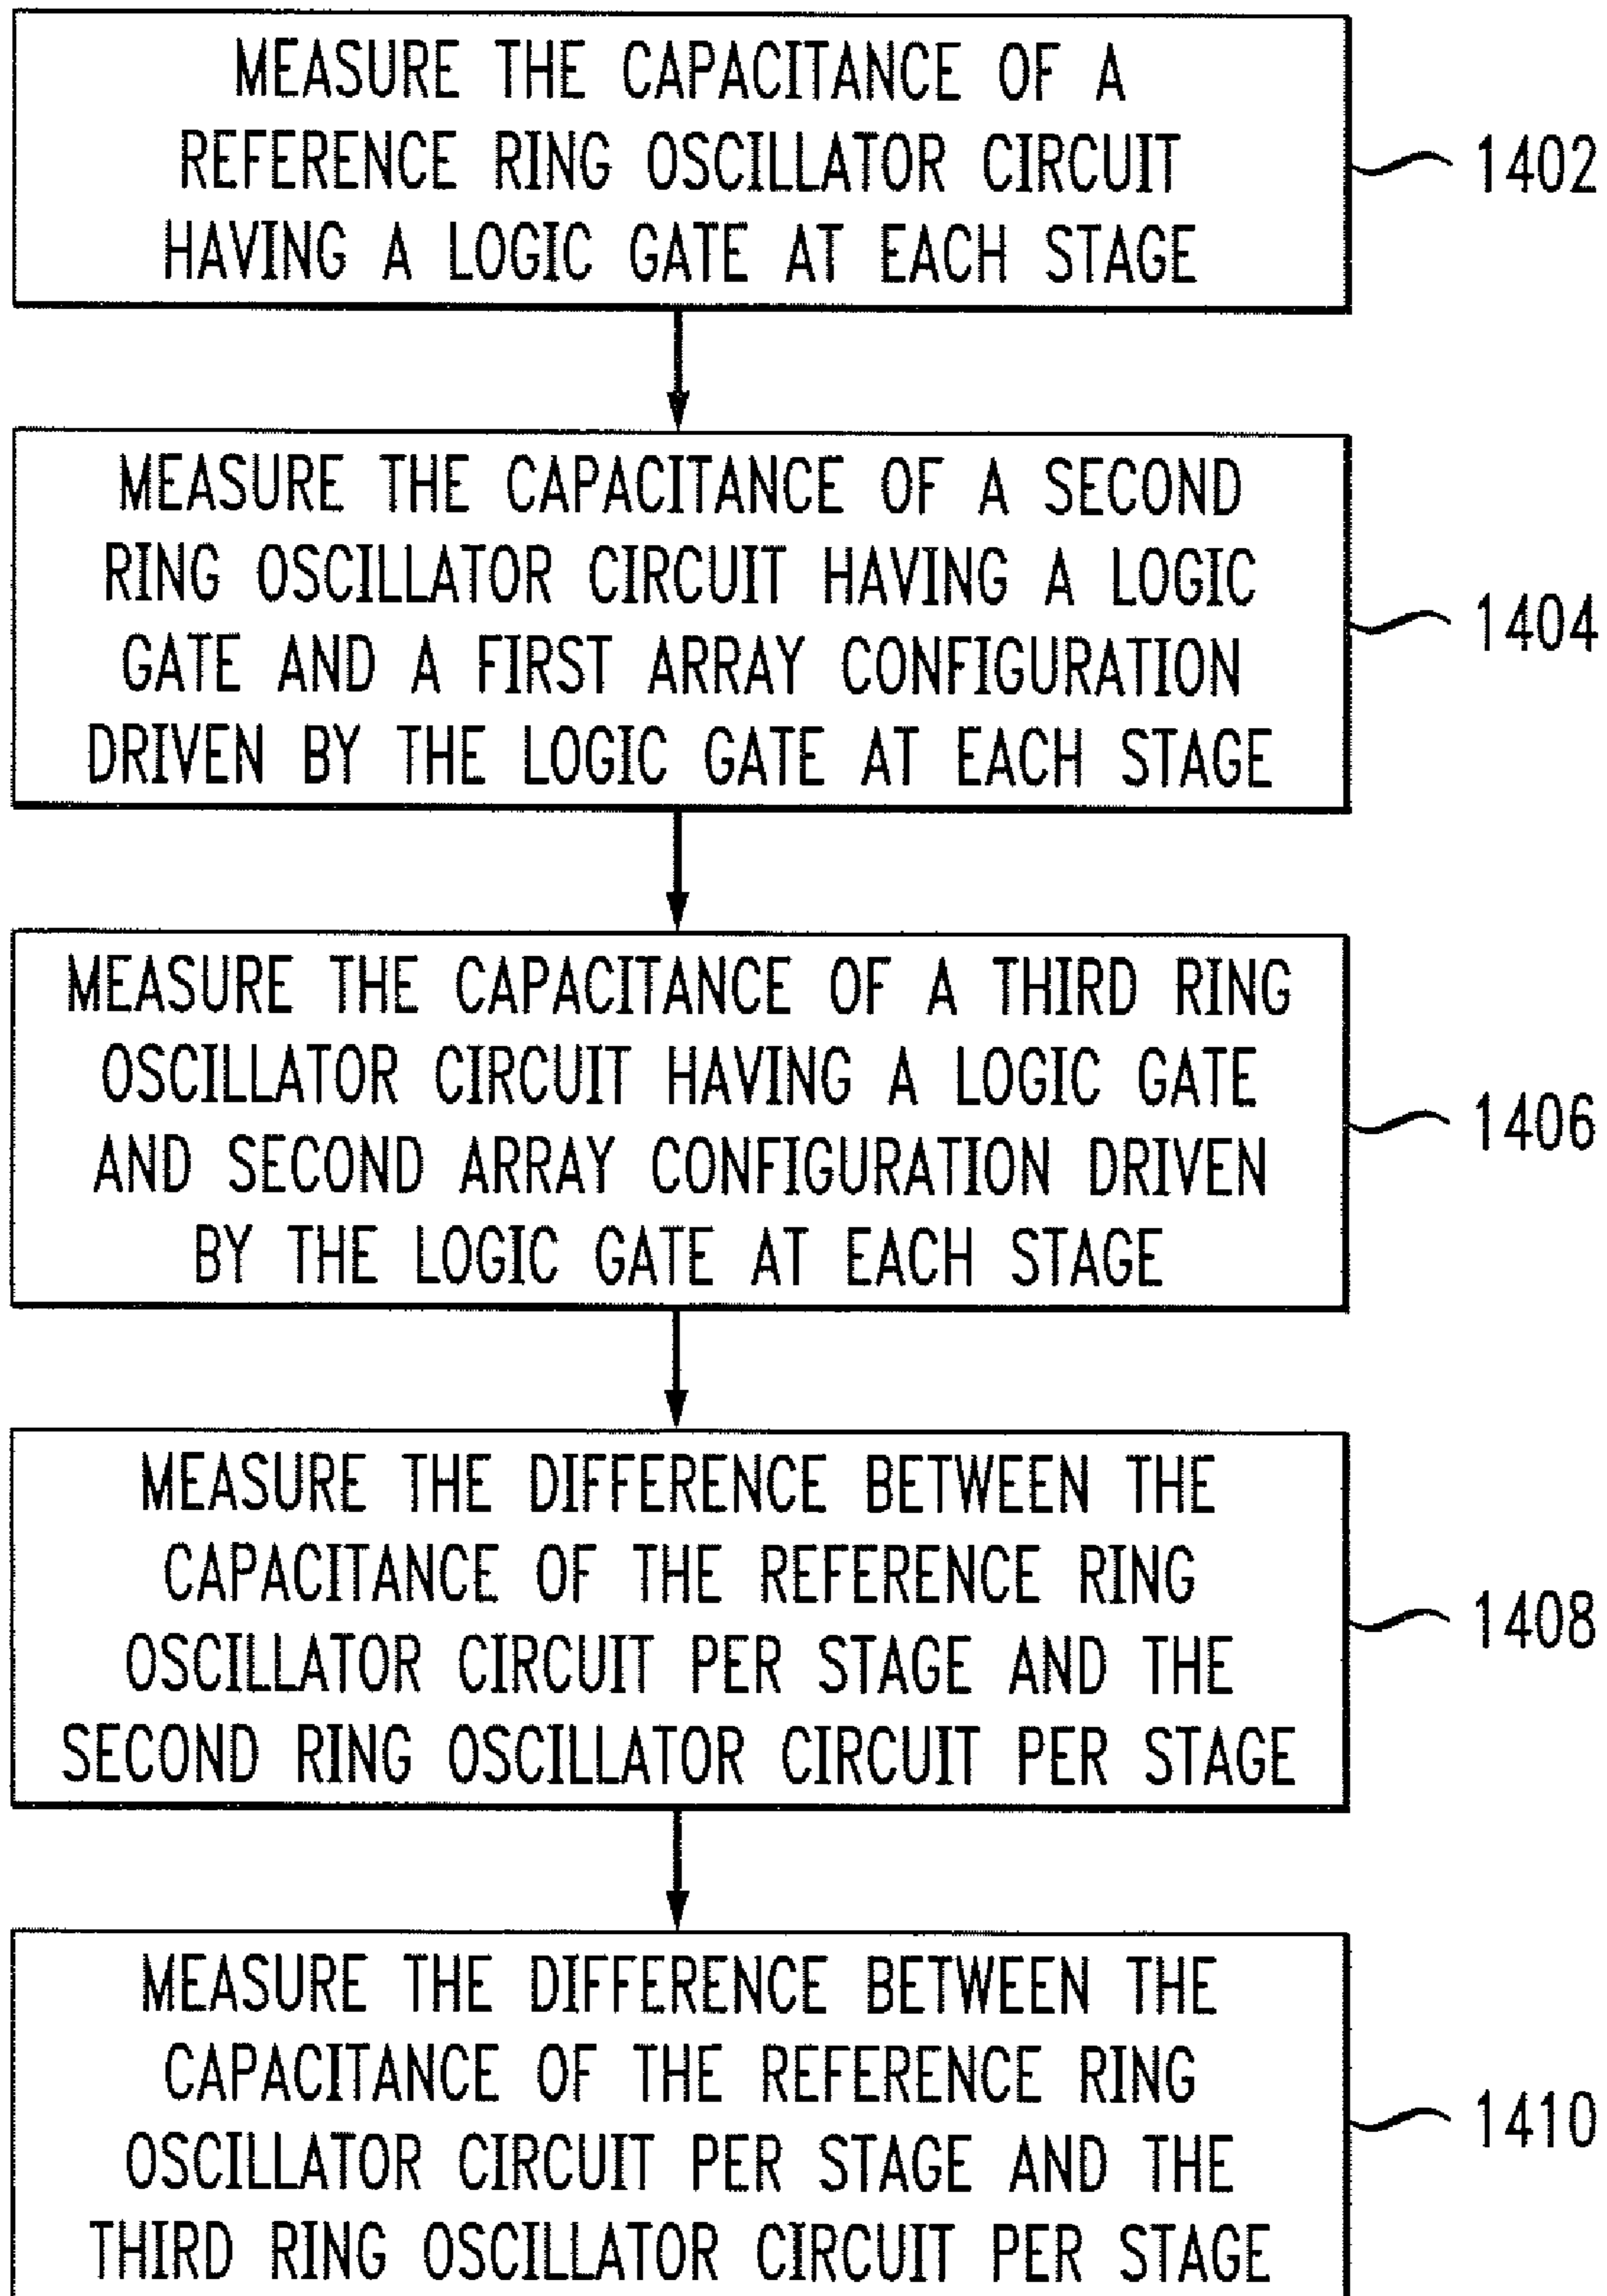 MEASURE THE CAPACITANCE OF A
REFERENCE RING OSCILLATOR CIRCUIT
HAVING A LOGIC GATE AT EACH STAGE
1402
MEASURE THE CAPACITANCE OF A SECOND
RING OSCILLATOR CIRCUIT HAVING A LOGIC
GATE AND A FIRST ARRAY CONFIGURATION
DRIVEN BY THE LOGIC GATE AT EACH STAGE
1404
MEASURE THE CAPACITANCE OF A THIRD RING
OSCILLATOR CIRCUIT HAVING A LOGIC GATE
AND SECOND ARRAY CONFIGURATION DRIVEN
BY THE LOGIC GATE AT EACH STAGE
1406
MEASURE THE DIFFERENCE BETWEEN THE
CAPACITANCE OF THE REFERENCE RING
OSCILLATOR CIRCUIT PER STAGE AND THE
SECOND RING OSCILLATOR CIRCUIT PER STAGE
1408
MEASURE THE DIFFERENCE BETWEEN THE
CAPACITANCE OF THE REFERENCE RING
OSCILLATOR CIRCUIT PER STAGE AND THE
THIRD RING OSCILLATOR CIRCUIT PER STAGE
1410